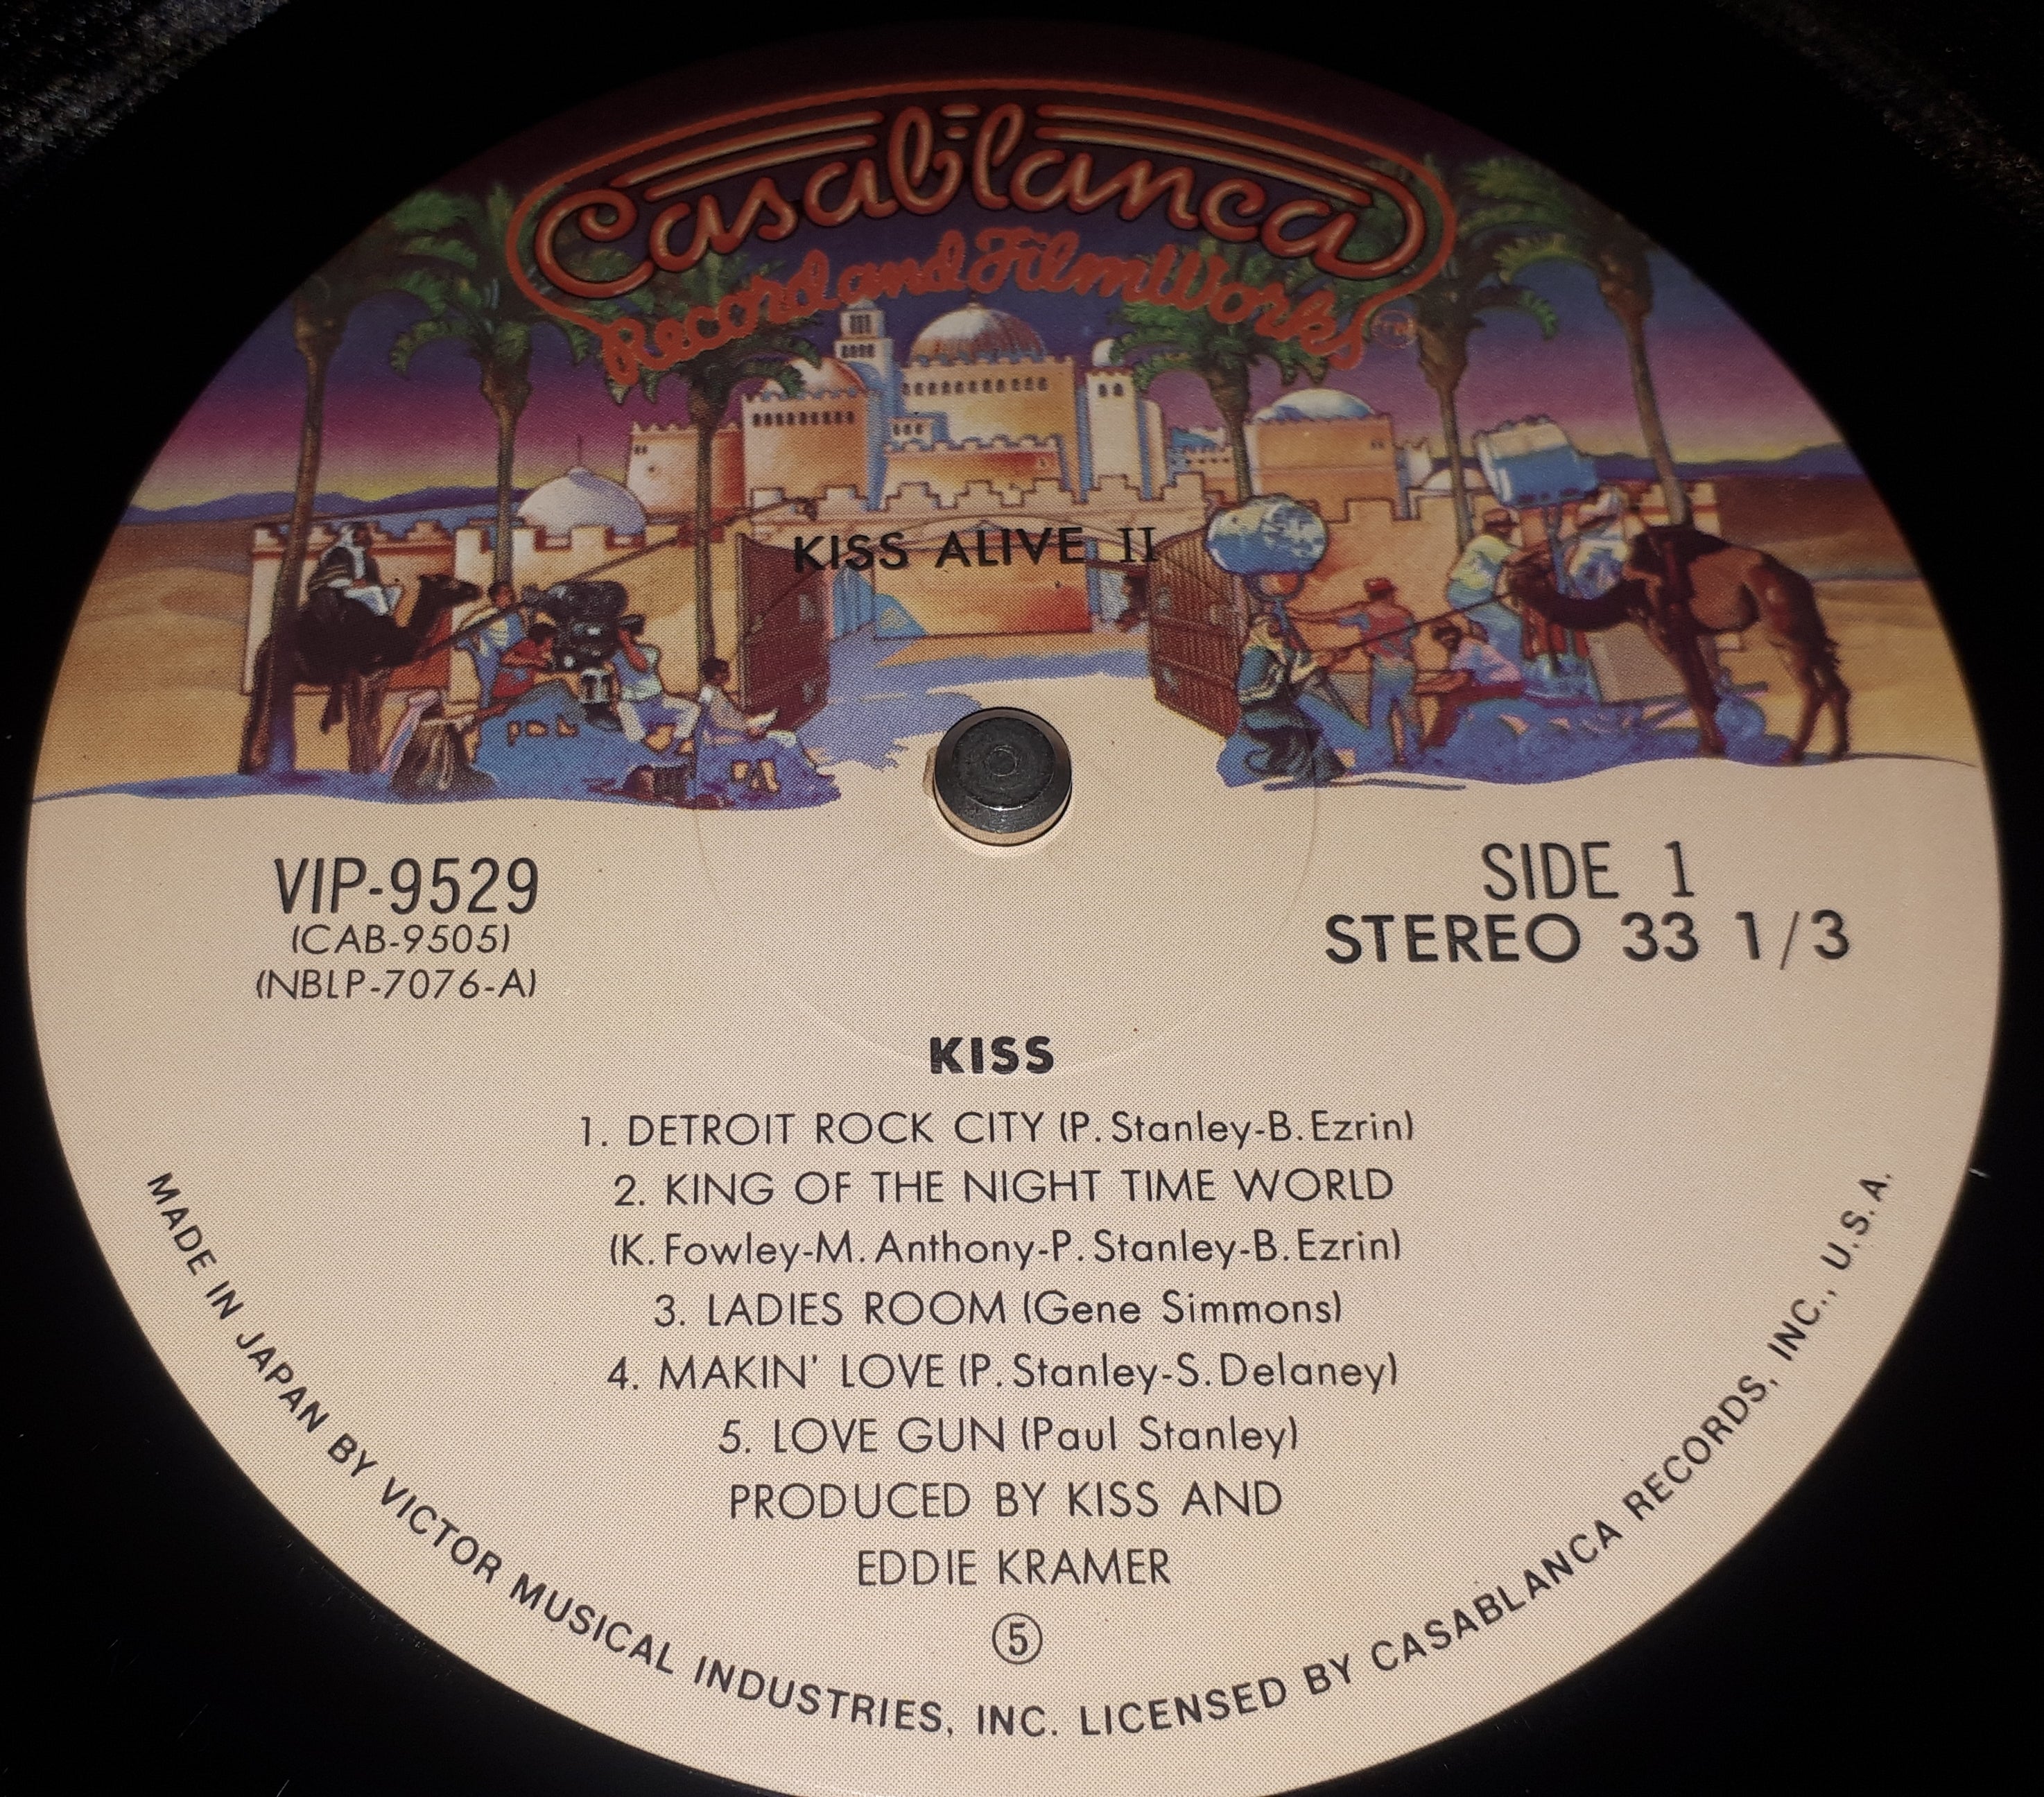 Casablanca
Record and FilmWorks
KISS ALIVE II
VIP-9529
(CAB-9505)
(NBLP-7076-A)
SIDE 1
STEREO 33 1/3
KISS
1. DETROIT ROCK CITY (P. Stanley-B. Ezrin)
2. KING OF THE NIGHT TIME WORLD
(K. Fowley-M. Anthony-P. Stanley-B. Ezrin)
3. LADIES ROOM (Gene Simmons)
4. MAKIN' LOVE (P. Stanley-S. Delaney)
5. LOVE GUN (Paul Stanley)
PRODUCED BY KISS AND
EDDIE KRAMER
⑤
MADE IN JAPAN BY VICTOR MUSICAL INDUSTRIES, INC. LICENSED BY CASABLANCA RECORDS, INC., U.S.A.